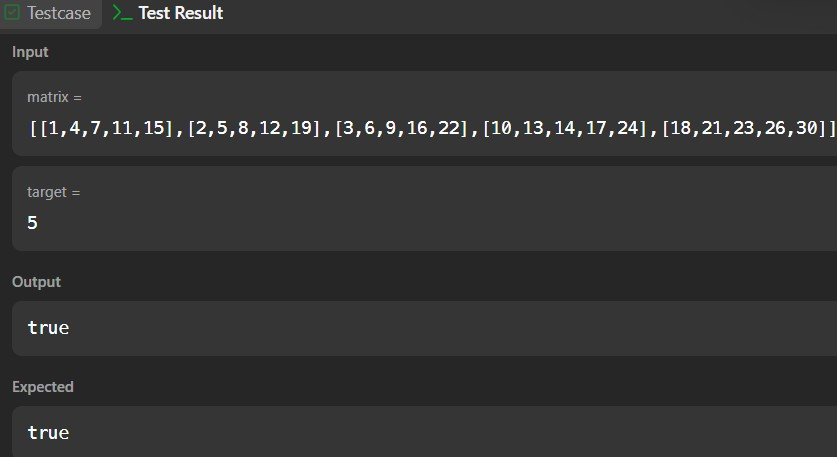 Testcase
Test Result
Input
matrix =
[[1,4,7,11,15],[2,5,8,12,19],[3,6,9,16,22],[10,13,14,17,24],[18,21,23,26,30]]
target =
5
Output
true
Expected
true